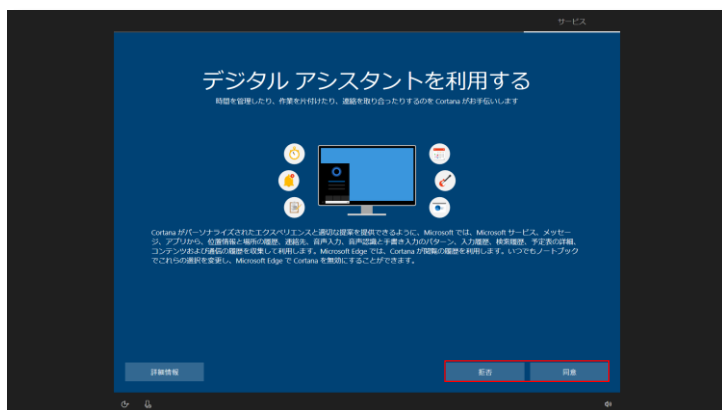 サービス
デジタル アシスタントを利用する
時間を管理したり、作業を片付けたり、連絡を取り合ったりするのを Cortana がお手伝いします
Cortana がパーソナライズされたエクスペリエンスと適切な提案を提供できるように、Microsoft では、Microsoft サービス、メッセー
ジ、アプリから、位置情報と場所の履歴、連絡先、音声入力、音声認識と手書き入力のパターン、入力履歴、検索履歴、予定表の詳細、
コンテンツおよび通信の履歴を収集して利用します。Microsoft Edge では、Cortana が閲覧の履歴を利用します。いつでもノートブック
でこれらの選択を変更し、Microsoft Edge で Cortana を無効にすることができます。
詳細情報
拒否
同意